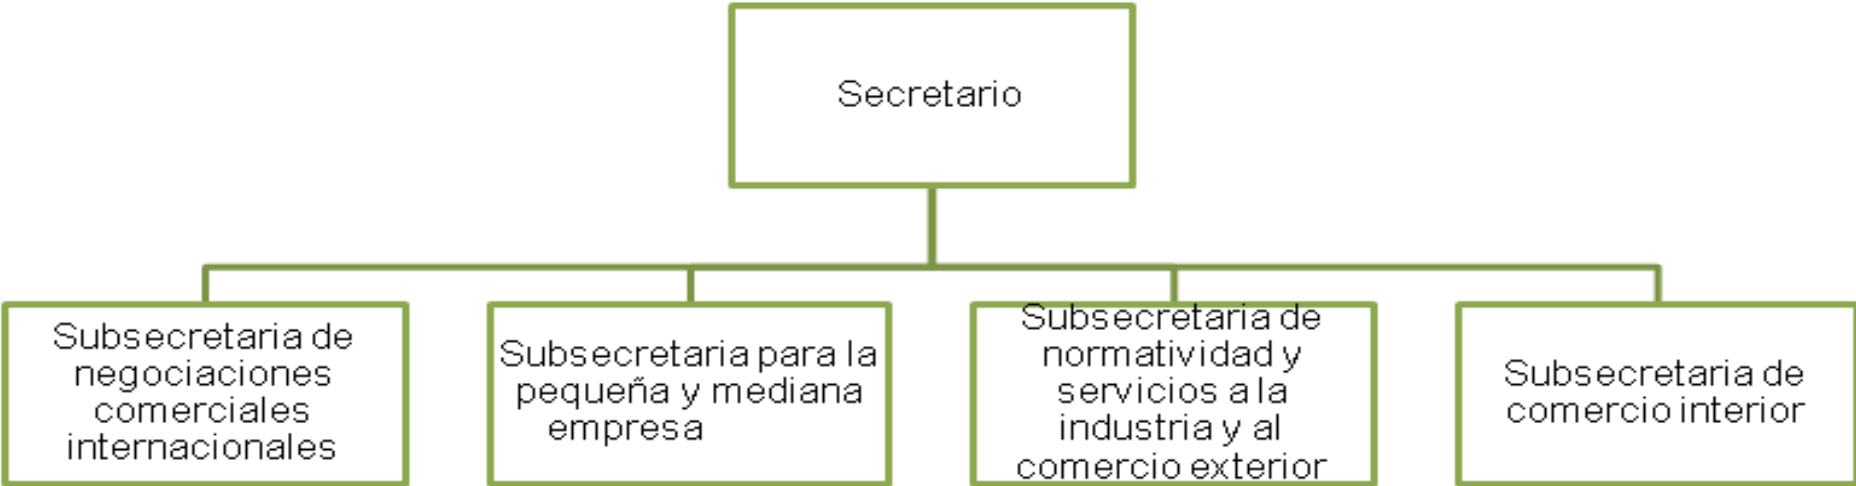 Secretario
Subsecretaria de
negociaciones
comerciales
internacionales
Subsecretaria para la
pequeña y mediana
empresa
Subsecretaria de
normatividad y
servicios a la
industria y al
comercio exterior
Subsecretaria de
comercio interior